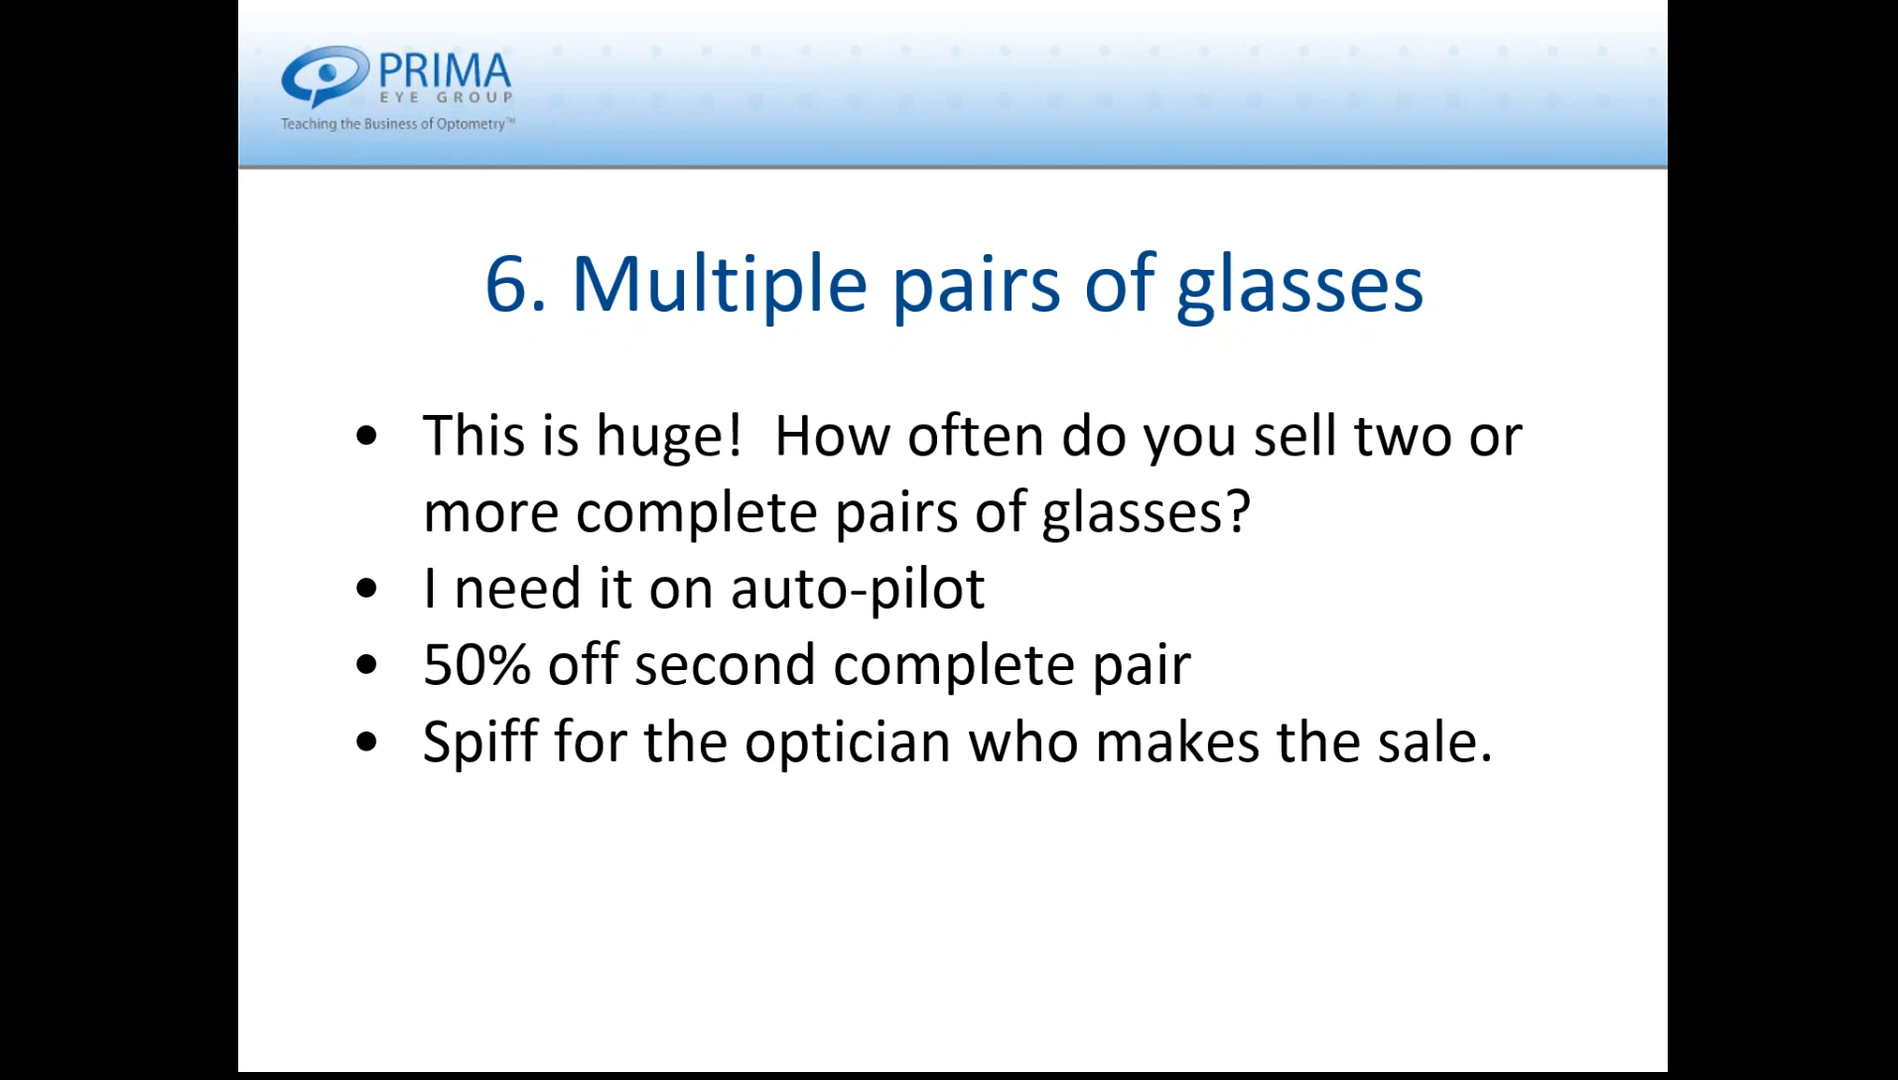 PRIMA
EYE GROUP
Teaching the Business of Optometry™
6. Multiple pairs of glasses
• This is huge!  How often do you sell two or
more complete pairs of glasses?
• I need it on auto-pilot
• 50% off second complete pair
• Spiff for the optician who makes the sale.